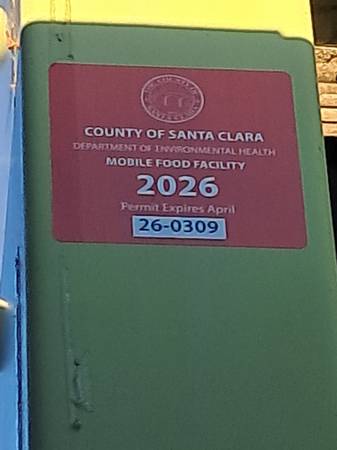 COUNTY OF SANTA CLARA
DEPARTMENT OF ENVIRONMENTAL HEALTH
MOBILE FOOD FACILITY
2026
Permit Expires April
26-0309